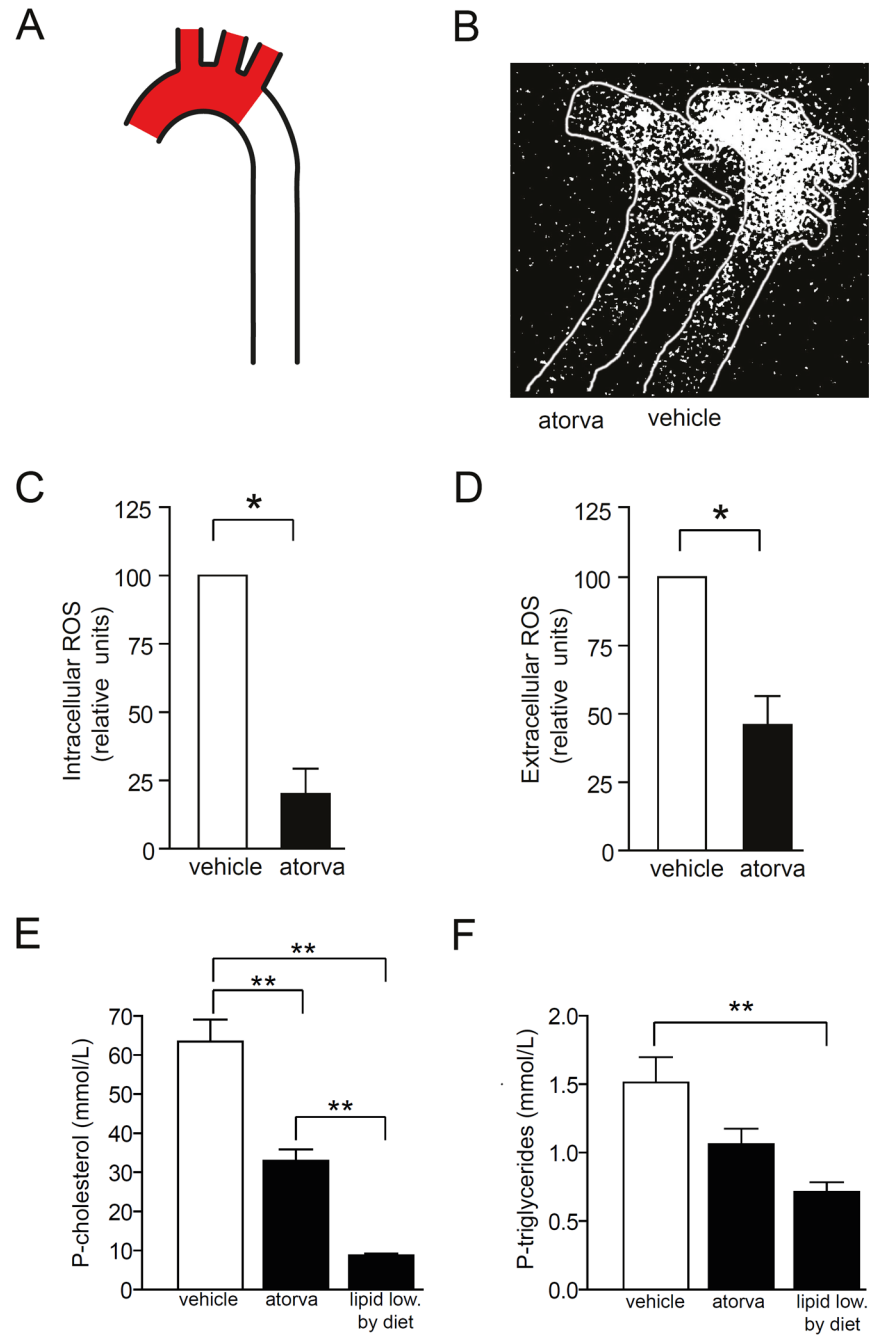 A
B
atorva vehicle
C
*
125
100
75
50
25
0
Intracellular ROS
(relative units)
vehicle atorva
D
*
125
100
75
50
25
0
Extracellular ROS
(relative units)
vehicle atorva
E
**
**
**
70
60
50
40
30
20
10
0
P-cholesterol (mmol/L)
vehicle atorva lipid low.
by diet
F
**
2.0
1.5
1.0
0.5
0.0
P-triglycerides (mmol/L)
vehicle atorva lipid low.
by diet